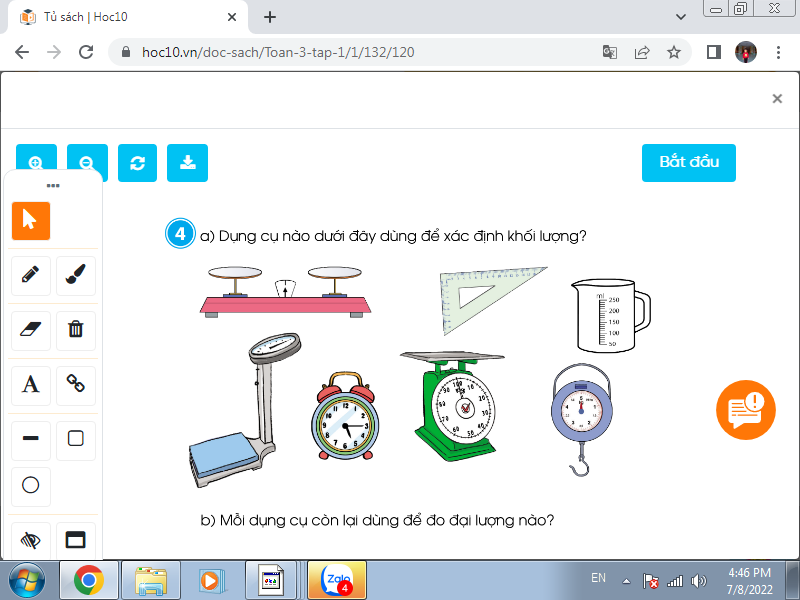 Tủ sách | Hoc10
hoc10.vn/doc-sach/Toan-3-tap-1/1/132/120
Bắt đầu
4 a) Dụng cụ nào dưới đây dùng để xác định khối lượng?
ml
250
200
150
100
50
b) Mỗi dụng cụ còn lại dùng để đo đại lượng nào?
A
Zalo
4
EN
4:46 PM
7/8/2022